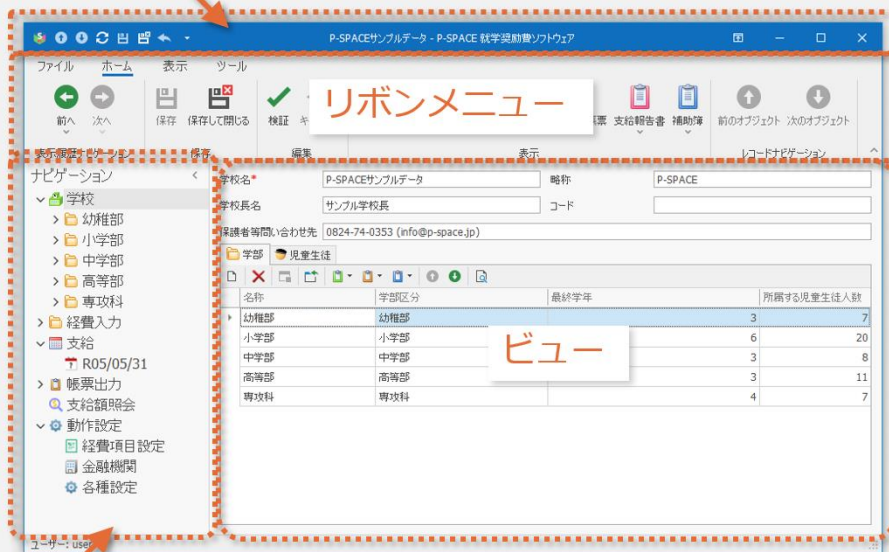 P-SPACEサンプルデータ - P-SPACE 就学奨励費ソフトウェア
ファイル ホーム 表示 ツール
リボンメニュー
前へ 次へ 保存 保存して閉じる 検証 支給報告書 補助簿 前のオブジェクト 次のオブジェクト
表示履歴ナビゲーション 保存 編集 表示 レコードナビゲーション
ナビゲーション
学校
幼稚部
小学部
中学部
高等部
専攻科
経費入力
支給
R05/05/31
帳票出力
支給額照会
動作設定
経費項目設定
金融機関
各種設定
学校名* P-SPACEサンプルデータ 略称 P-SPACE
学校長名 サンプル学校長 コード
保護者等問い合わせ先 0824-74-0353 (info@p-space.jp)
学部 児童生徒
名称 学部区分 最終学年 所属する児童生徒人数
幼稚部 幼稚部 3 7
小学部 小学部 6 20
中学部 中学部 3 8
高等部 高等部 3 11
専攻科 専攻科 4 7
ビュー
ユーザー: user